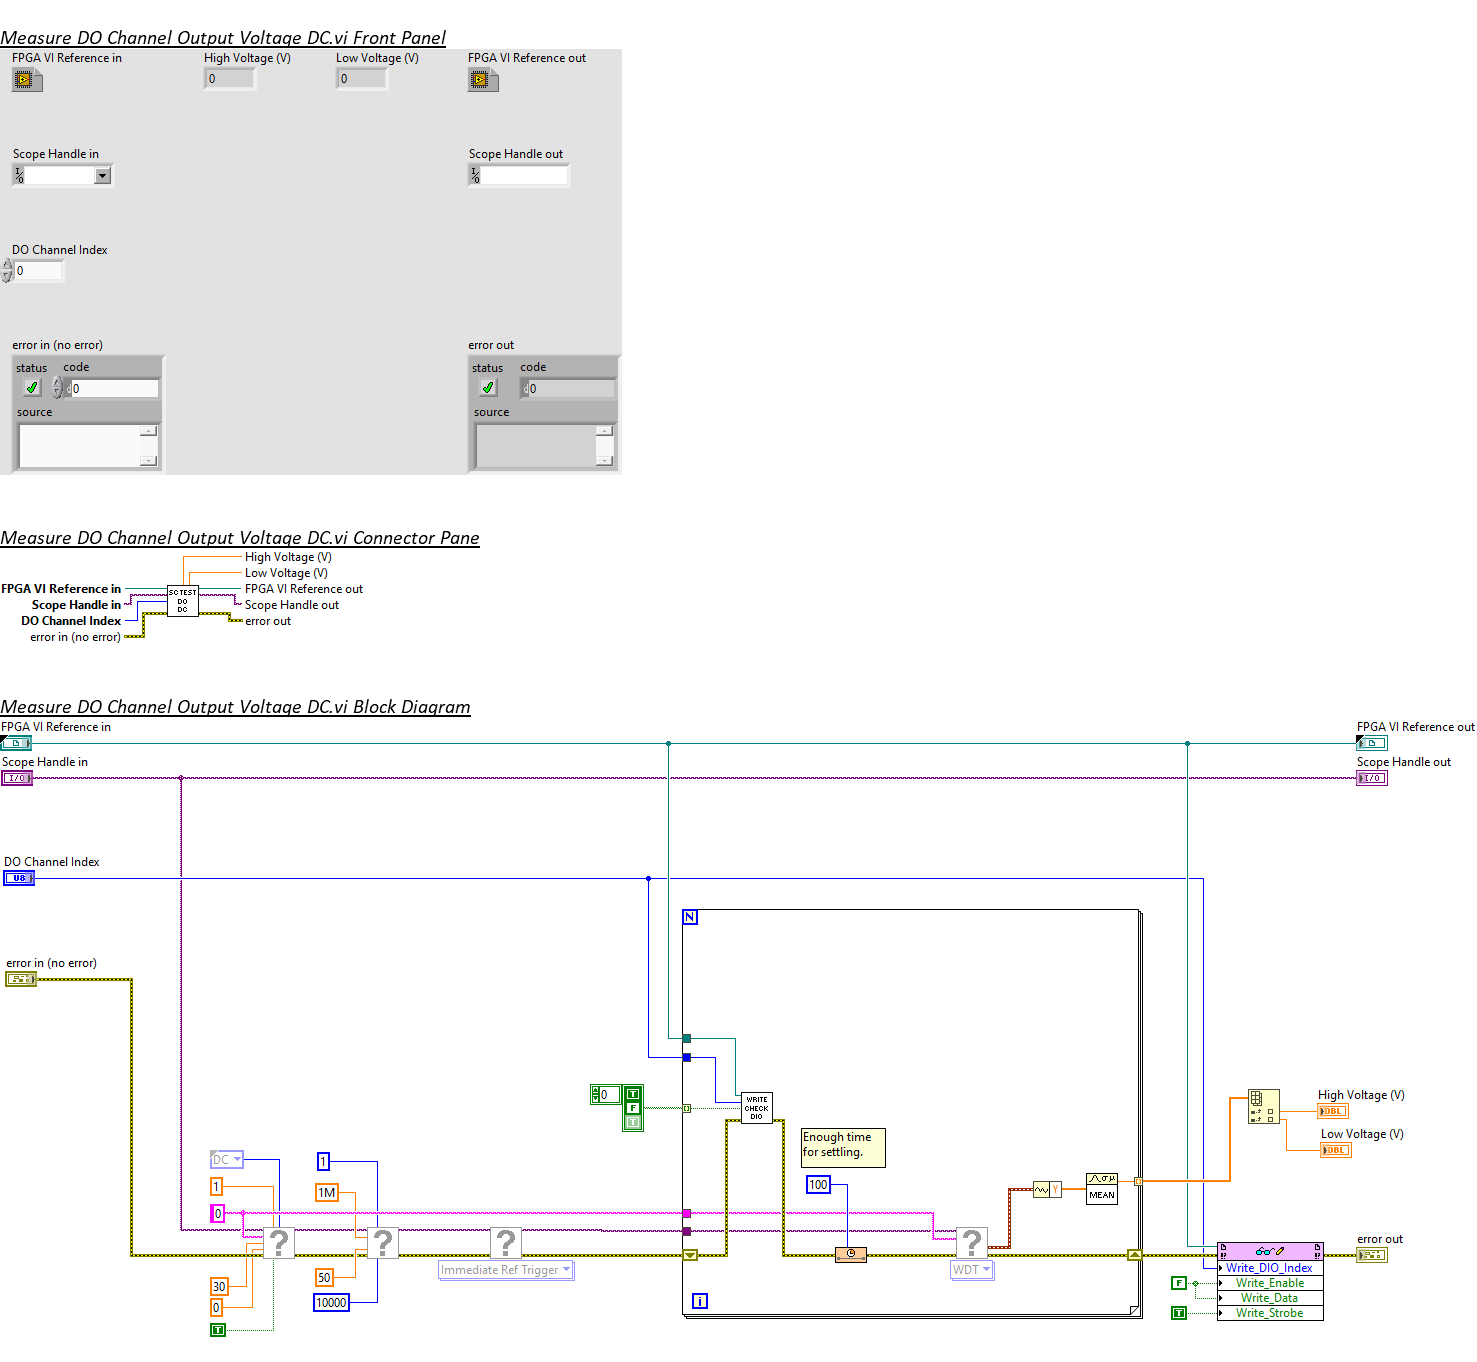 Measure DO Channel Output Voltage DC.vi Front Panel
FPGA VI Reference in
High Voltage (V)
Low Voltage (V)
FPGA VI Reference out
0
0
Scope Handle in
Scope Handle out
I/O
I/O
DO Channel Index
0
error in (no error)
error out
status
code
status
code
d0
d0
source
source
Measure DO Channel Output Voltage DC.vi Connector Pane
High Voltage (V)
Low Voltage (V)
FPGA VI Reference in
FPGA VI Reference out
SC TEST
DO
DC
Scope Handle in
Scope Handle out
DO Channel Index
error out
error in (no error)
Measure DO Channel Output Voltage DC.vi Block Diagram
FPGA VI Reference in
FPGA VI Reference out
Scope Handle in
Scope Handle out
I/O
I/O
DO Channel Index
U8
N
error in (no error)
0
T
F
T
WRITE
CHECK
DIO
High Voltage (V)
DBL
Low Voltage (V)
DBL
Enough time
for settling.
DC
1
1
100
1M
0
σμ
MEAN
Y
?
?
?
?
error out
Immediate Ref Trigger
WDT
Write_DIO_Index
30
50
0
10000
i
F
Write_Enable
Write_Data
T
T
Write_Strobe